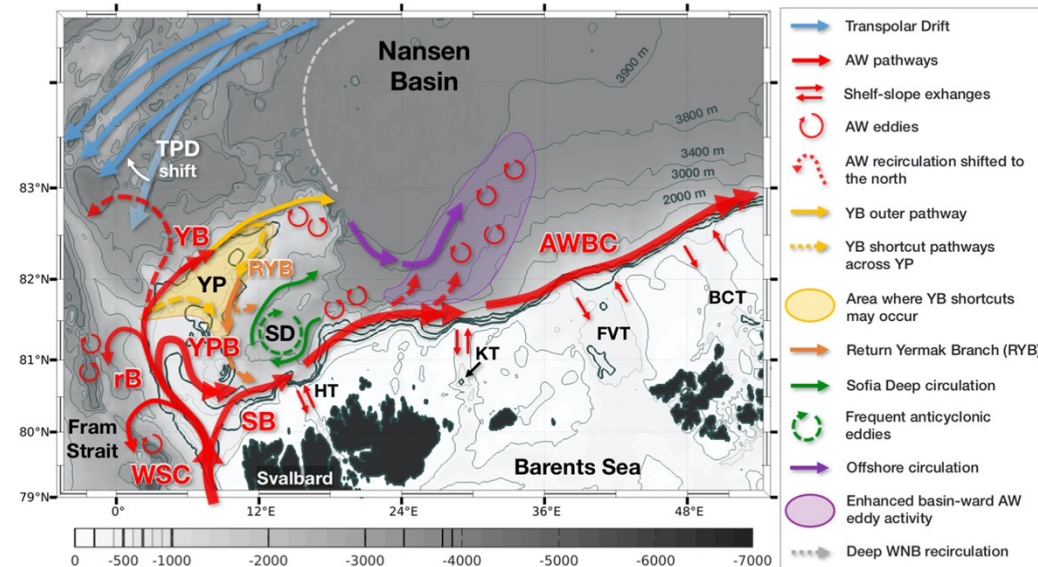 Nansen
Basin
3900 m
3800 m
3400 m
3000 m
2000 m
TPD
shift
YB
RYB
YP
SD
YPB
rB
SB
WSC
HT
KT
FVT
BCT
AWBC
Fram
Strait
Svalbard
Barents Sea
83°N
82°N
81°N
80°N
79°N
0°
12°E
24°E
36°E
48°E
0
-500
-1000
-2000
-3000
-4000
-5000
-6000
-7000
Transpolar Drift
AW pathways
Shelf-slope exhanges
AW eddies
AW recirculation shifted to
the north
YB outer pathway
YB shortcut pathways
across YP
Area where YB shortcuts
may occur
Return Yermak Branch (RYB)
Sofia Deep circulation
Frequent anticyclonic
eddies
Offshore circulation
Enhanced basin-ward AW
eddy activity
Deep WNB recirculation